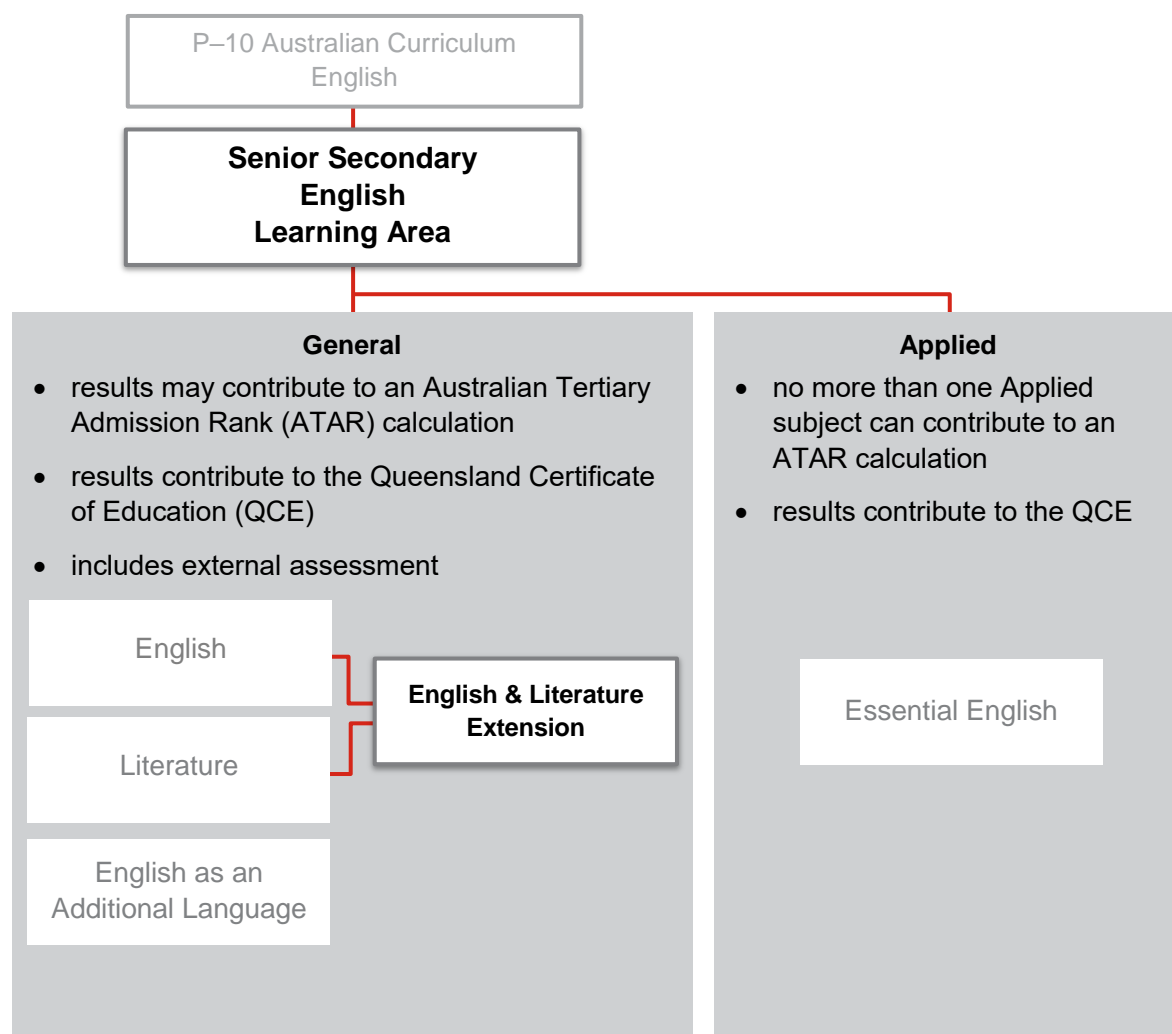 P–10 Australian Curriculum
English
Senior Secondary
English
Learning Area
General
• results may contribute to an Australian Tertiary
Admission Rank (ATAR) calculation
• results contribute to the Queensland Certificate
of Education (QCE)
• includes external assessment
English
Literature
English as an
Additional Language
English & Literature
Extension
Applied
• no more than one Applied
subject can contribute to an
ATAR calculation
• results contribute to the QCE
Essential English